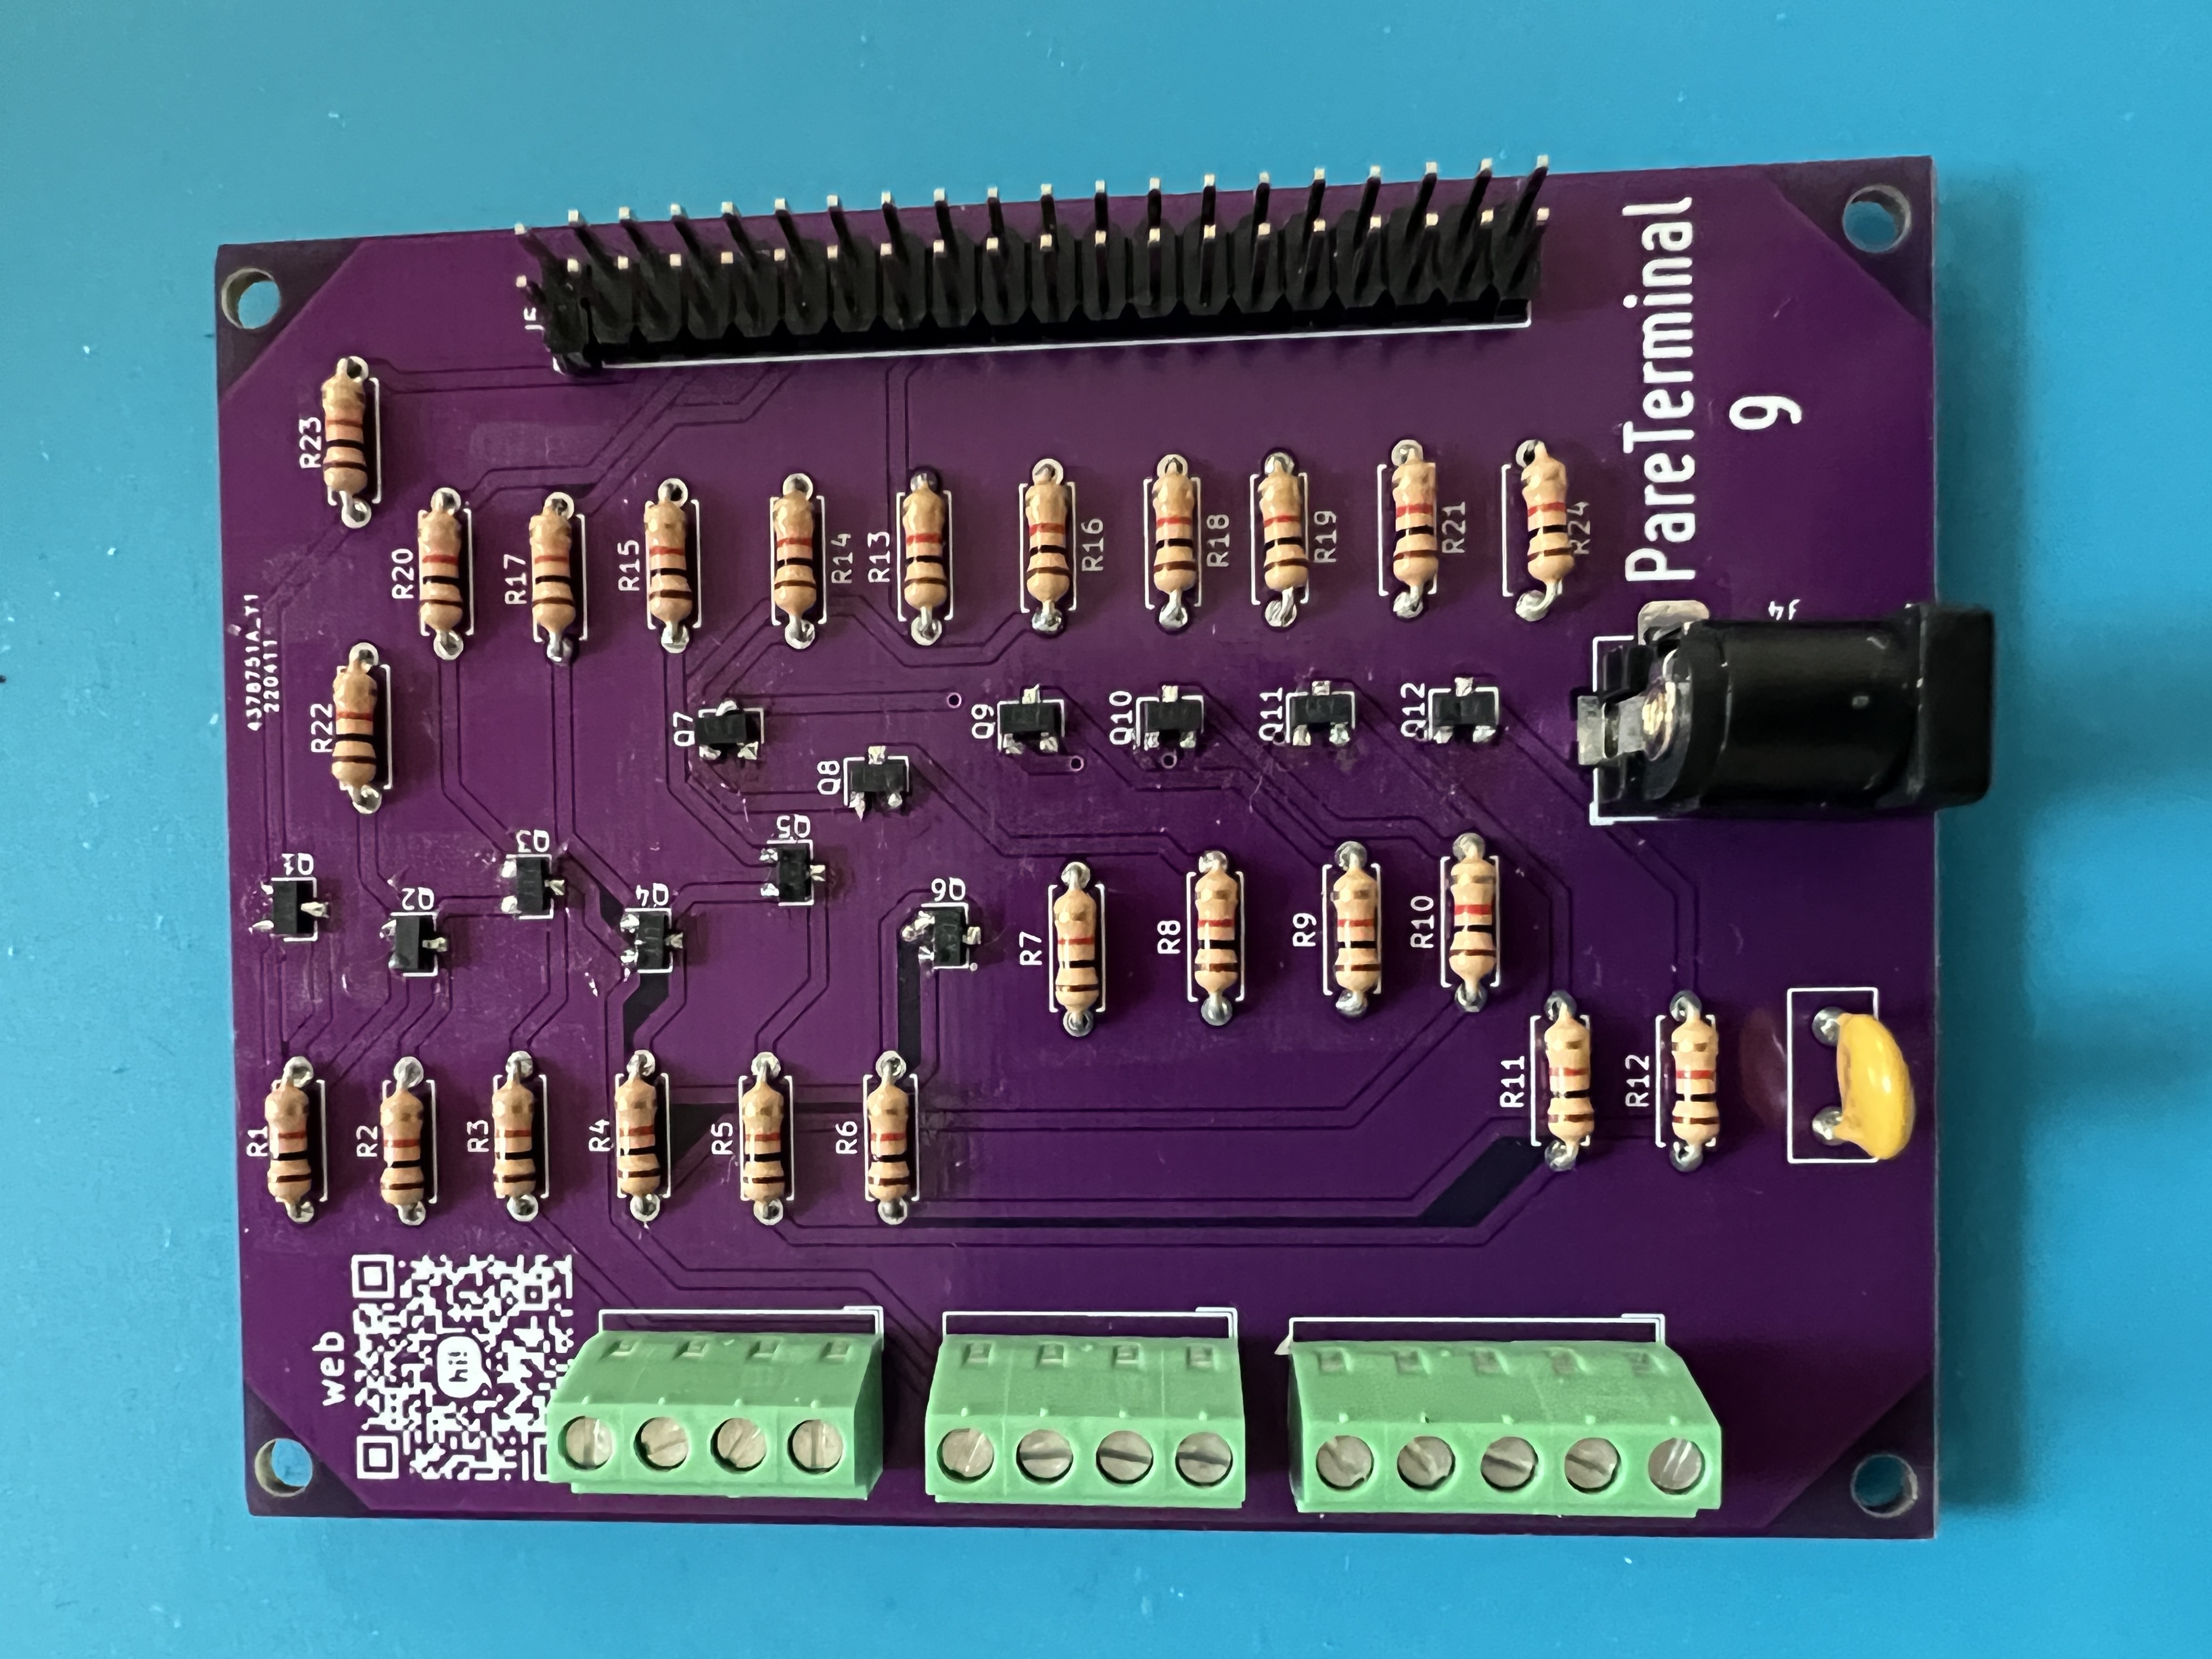 R1
Q1
4378751A_Y1
220411
web
R22
R23
R2
Q2
hi!
R20
R3
Q3
R17
J5
R4
Q4
R15
Q7
R5
Q5
R14
Q8
R6
R13
Q6
Q9
R7
R16
Q10
R8
R18
Q11
R9
R19
R10
Q12
R21
R11
R24
R12
PareTerminal
9
J4